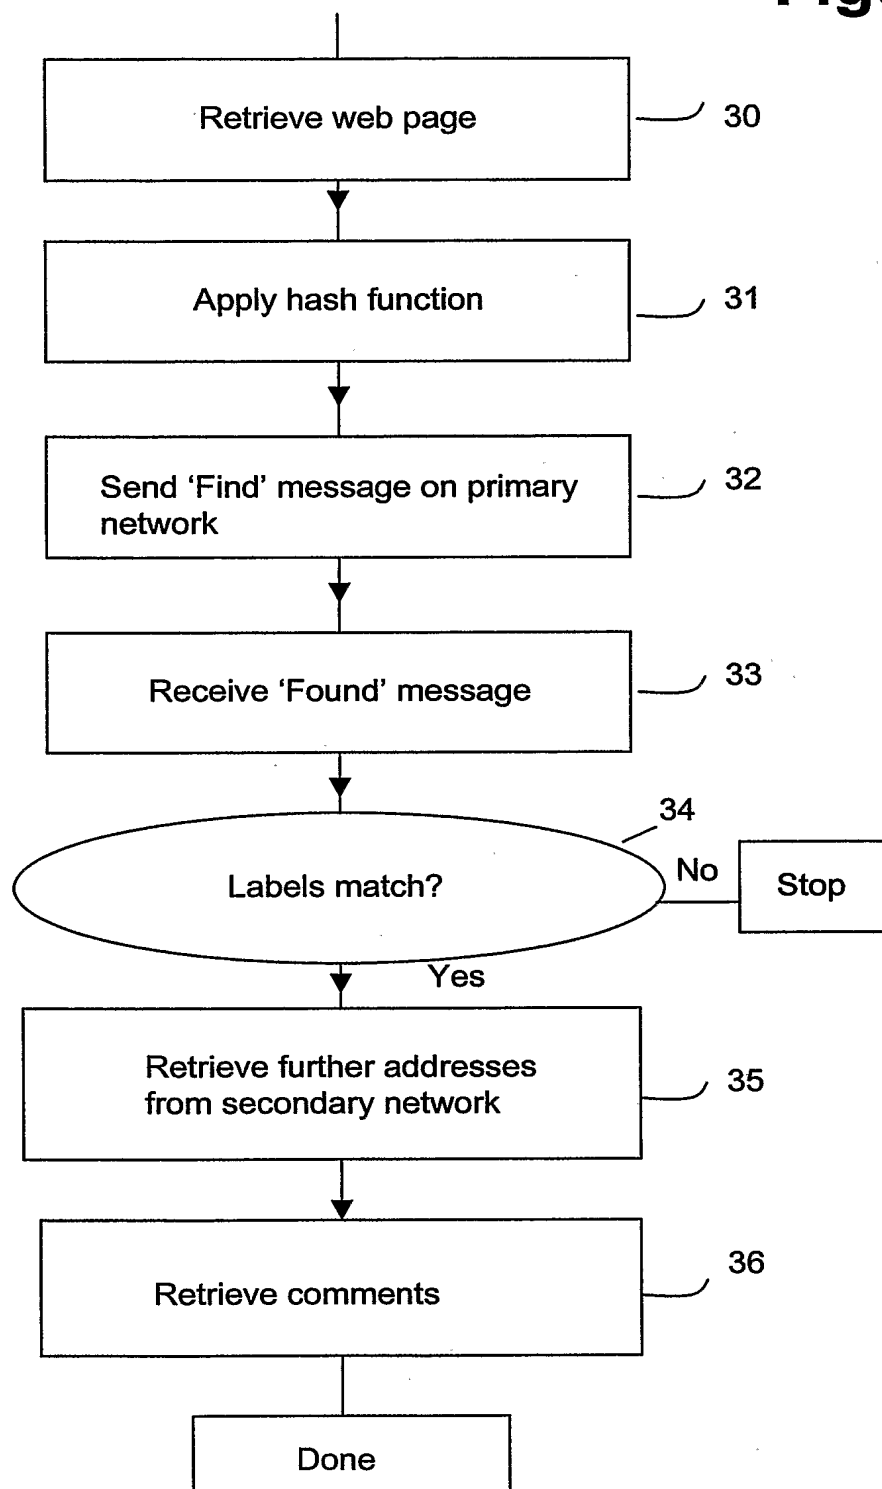 Retrieve web page
30
Apply hash function
31
Send ‘Find’ message on primary
network
32
Receive ‘Found’ message
33
34
Labels match?
No
Stop
Yes
Retrieve further addresses
from secondary network
35
Retrieve comments
36
Done